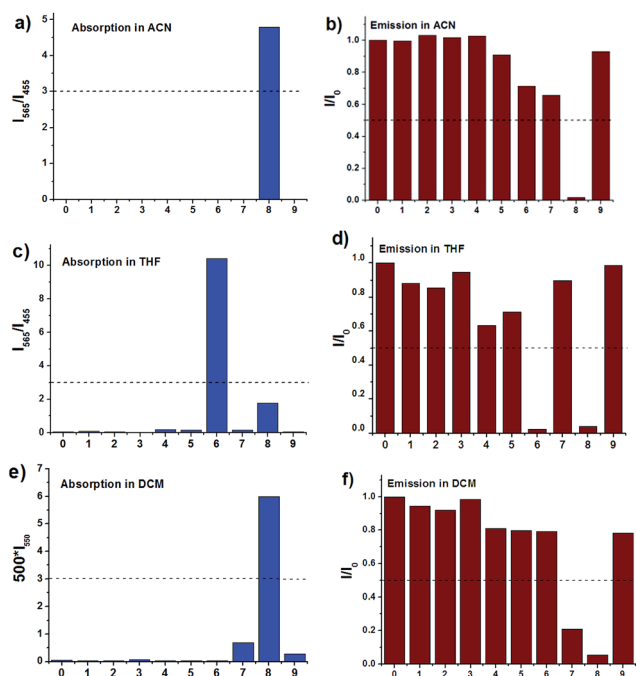 a)
Absorption in ACN
I565/I455
5
4
3
2
1
0
0 1 2 3 4 5 6 7 8 9
b)
Emission in ACN
I/I0
1.0
0.8
0.6
0.4
0.2
0.0
0 1 2 3 4 5 6 7 8 9
c)
Absorption in THF
I565/I455
10
8
6
4
2
0
0 1 2 3 4 5 6 7 8 9
d)
Emission in THF
I/I0
1.0
0.8
0.6
0.4
0.2
0.0
0 1 2 3 4 5 6 7 8 9
e)
Absorption in DCM
500*I550
7
6
5
4
3
2
1
0
0 1 2 3 4 5 6 7 8 9
f)
Emission in DCM
I/I0
1.0
0.8
0.6
0.4
0.2
0.0
0 1 2 3 4 5 6 7 8 9